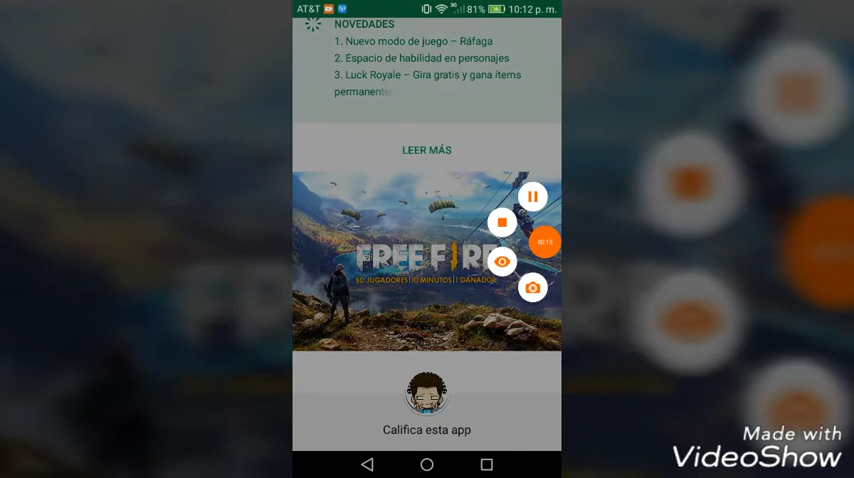 AT&T 3G 81% 10:12 p. m.
NOVEDADES
1. Nuevo modo de juego – Ráfaga
2. Espacio de habilidad en personajes
3. Luck Royale – Gira gratis y gana ítems
permanentes
LEER MÁS
FREE FIRE
50 JUGADORES|10 MINUTOS|1 GANADOR
00:15
Califica esta app
Made with
VideoShow